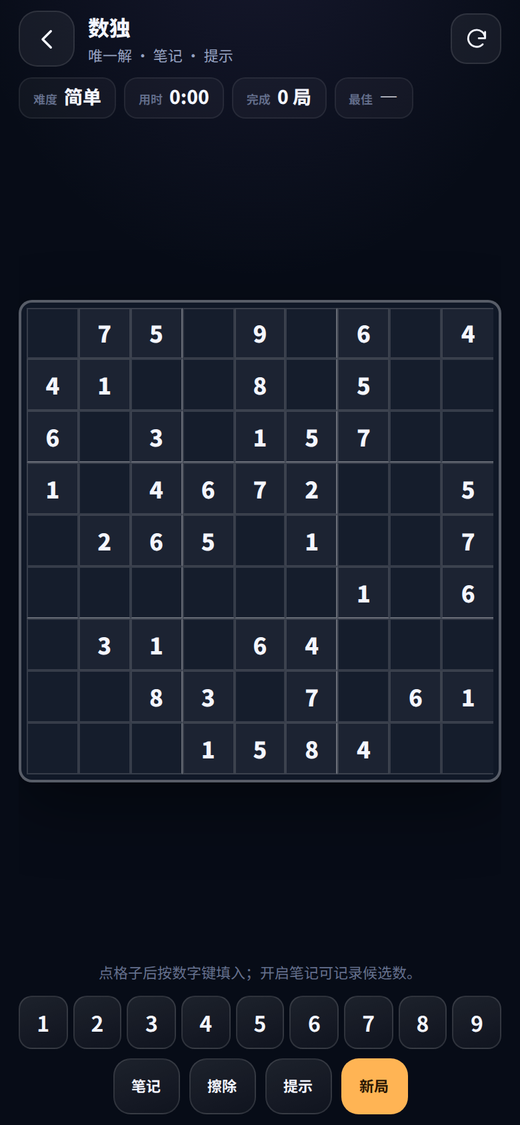 数独
唯一解 · 笔记 · 提示
难度 简单 用时 0:00 完成 0 局 最佳 —
7 5 9 6 4
4 1 8 5
6 3 1 5 7
1 4 6 7 2 5
2 6 5 1 7
1 6
3 1 6 4
8 3 7 6 1
1 5 8 4
点格子后按数字键填入；开启笔记可记录候选数。
1 2 3 4 5 6 7 8 9
笔记 擦除 提示 新局